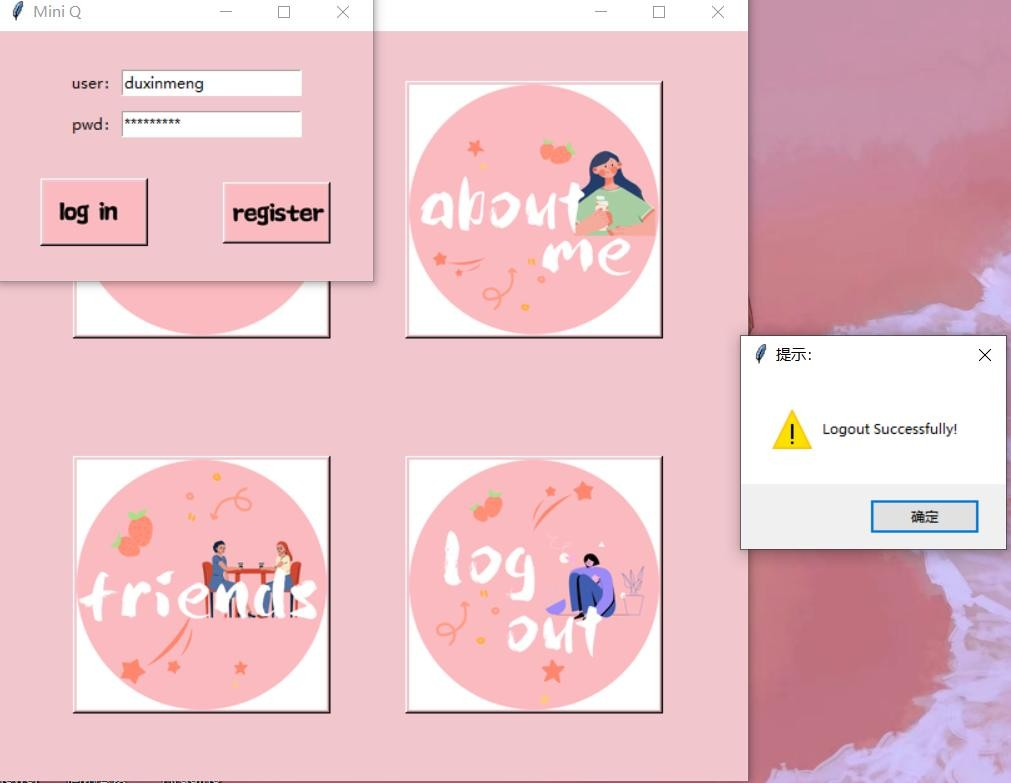 Mini Q
user: duxinmeng
pwd: *********
log in
register
about
me
提示:
Logout Successfully!
确定
friends
log
out